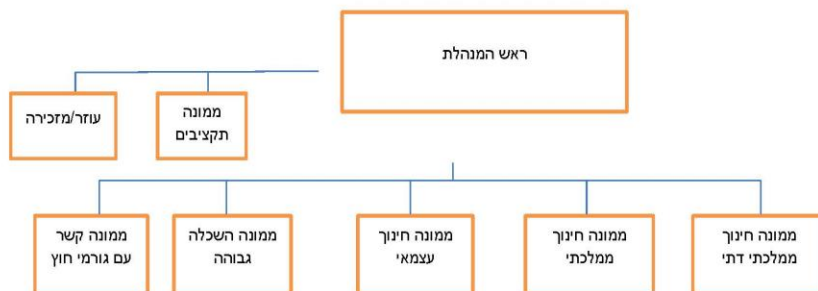 ראש המנהלת
ממונה
תקציבים
עוזר/מזכירה
ממונה חינוך
ממלכתי דתי
ממונה חינוך
ממלכתי
ממונה חינוך
עצמאי
ממונה השכלה
גבוהה
ממונה קשר
עם גורמי חוץ